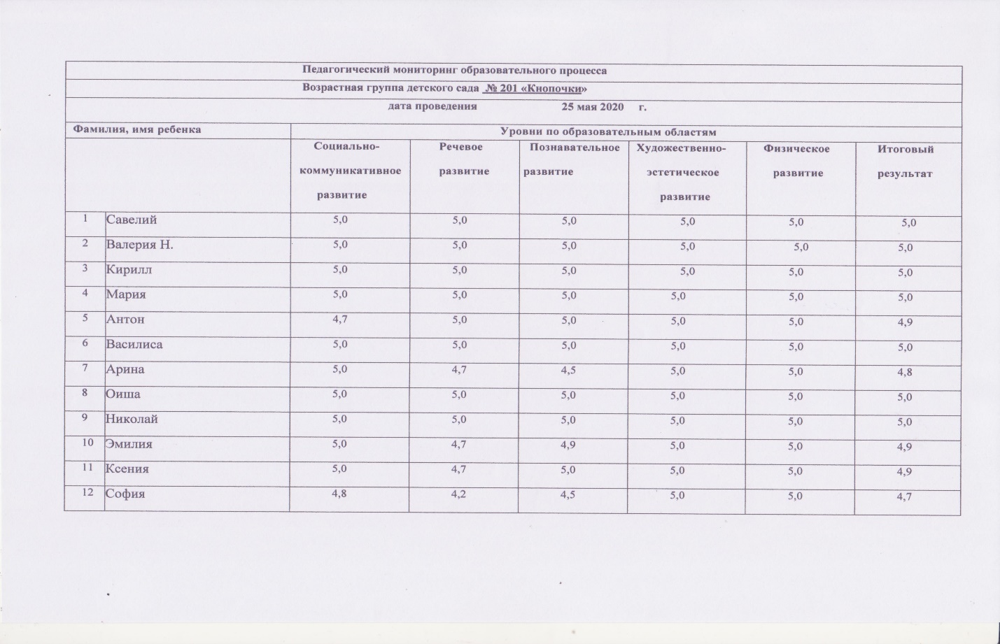 Педагогический мониторинг образовательного процесса
Возрастная группа детского сада № 201 «Кнопочки»
дата проведения 25 мая 2020 г.
Фамилия, имя ребенка Уровни по образовательным областям
Социально- Речевое Познавательное Художественно- Физическое Итоговый
коммуникативное развитие развитие эстетическое развитие результат
развитие развитие
1 Савелий 5,0 5,0 5,0 5,0 5,0 5,0
2 Валерия Н. 5,0 5,0 5,0 5,0 5,0 5,0
3 Кирилл 5,0 5,0 5,0 5,0 5,0 5,0
4 Мария 5,0 5,0 5,0 5,0 5,0 5,0
5 Антон 4,7 5,0 5,0 5,0 5,0 4,9
6 Василиса 5,0 5,0 5,0 5,0 5,0 5,0
7 Арина 5,0 4,7 4,5 5,0 5,0 4,8
8 Оиша 5,0 5,0 5,0 5,0 5,0 5,0
9 Николай 5,0 5,0 5,0 5,0 5,0 5,0
10 Эмилия 5,0 4,7 4,9 5,0 5,0 4,9
11 Ксения 5,0 4,7 5,0 5,0 5,0 4,9
12 София 4,8 4,2 4,5 5,0 5,0 4,7